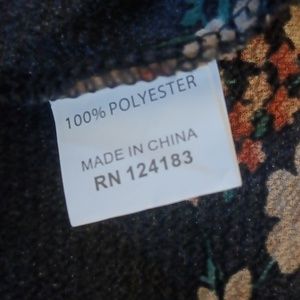 100% POLYESTER
MADE IN CHINA
RN 124183